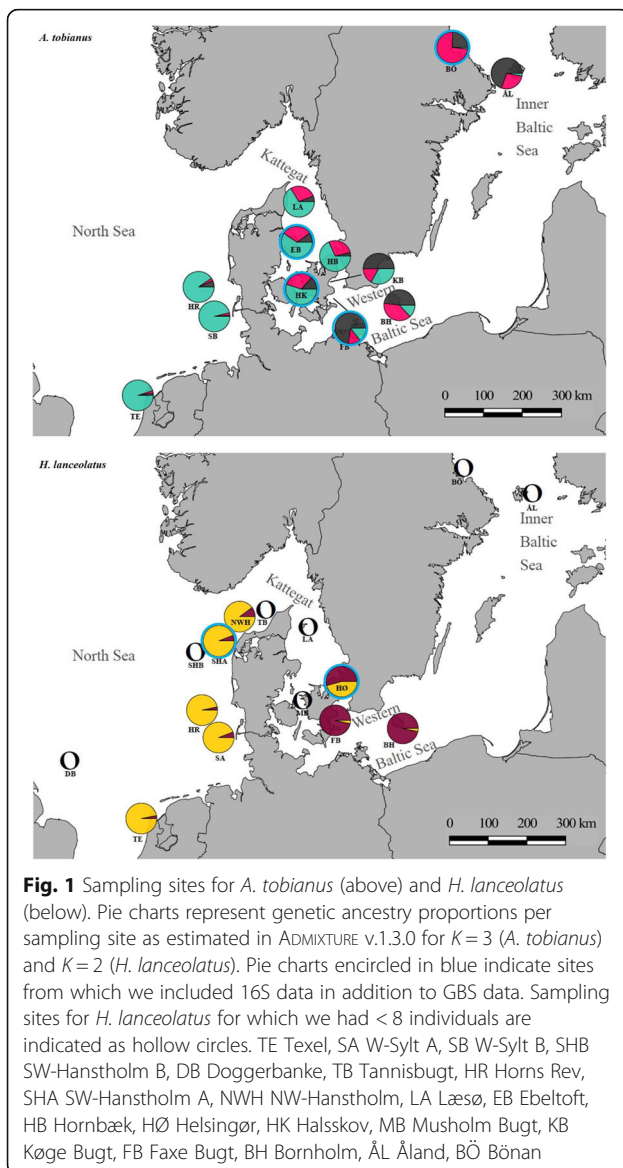 A. tobianus
BÖ
ÅL
Inner
Baltic
Sea
Kattegat
LA
North Sea
EB
HB
KB
HR
HK
Western
SB
BH
Baltic Sea
FB
TE
0 100 200 300 km
H. lanceolatus
BÖ
ÅL
Inner
Baltic
Sea
Kattegat
NWH
TB
LA
North Sea
SHB
SHA
HØ
MB
HR
Western
SA
FB
BH
Baltic Sea
DB
TE
0 100 200 300 km
Fig. 1 Sampling sites for A. tobianus (above) and H. lanceolatus
(below). Pie charts represent genetic ancestry proportions per
sampling site as estimated in ADMIXTURE v.1.3.0 for K = 3 (A. tobianus)
and K = 2 (H. lanceolatus). Pie charts encircled in blue indicate sites
from which we included 16S data in addition to GBS data. Sampling
sites for H. lanceolatus for which we had < 8 individuals are
indicated as hollow circles. TE Texel, SA W-Sylt A, SB W-Sylt B, SHB
SW-Hanstholm B, DB Doggerbanke, TB Tannisbugt, HR Horns Rev,
SHA SW-Hanstholm A, NWH NW-Hanstholm, LA Læsø, EB Ebeltoft,
HB Hornbæk, HØ Helsingør, HK Halsskov, MB Musholm Bugt, KB
Køge Bugt, FB Faxe Bugt, BH Bornholm, ÅL Åland, BÖ Bönan